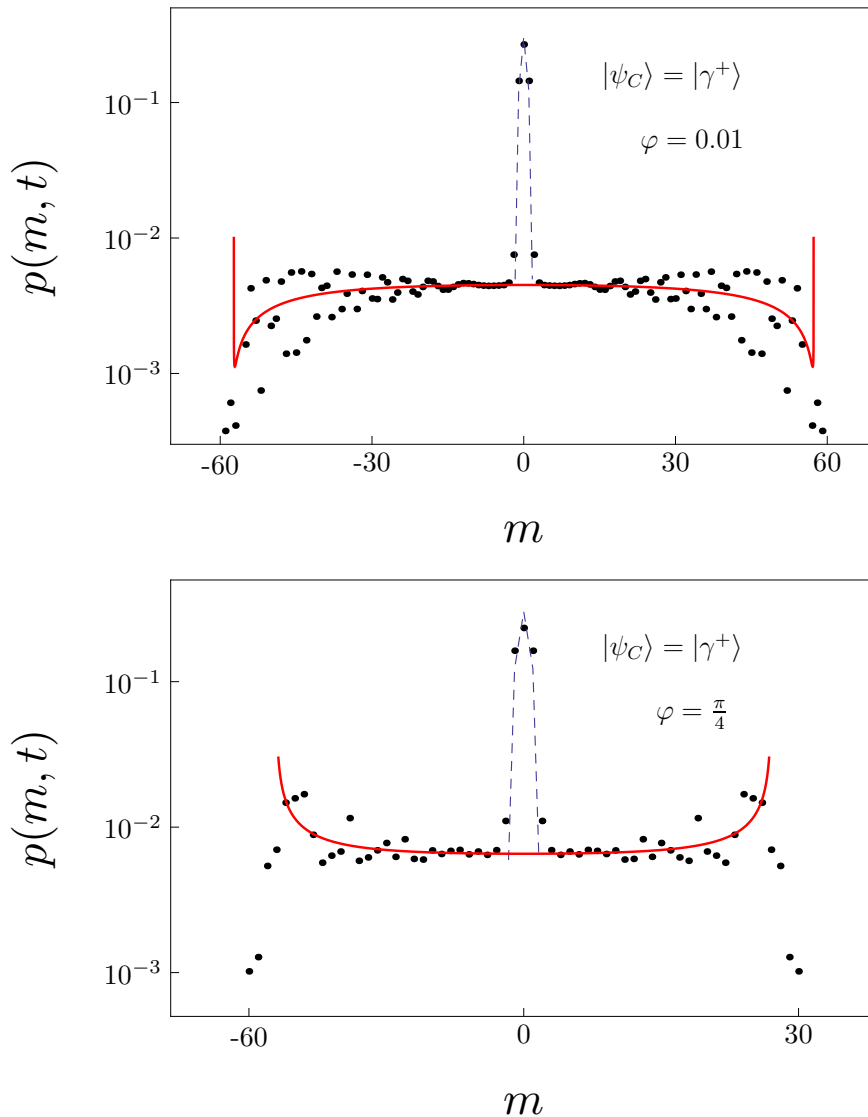 |ψ_C⟩ = |γ⁺⟩
φ = 0.01
10⁻¹
10⁻²
10⁻³
p(m, t)
-60 -30 0 30 60
m
|ψ_C⟩ = |γ⁺⟩
φ = π/4
10⁻¹
10⁻²
10⁻³
p(m, t)
-60 0 30
m